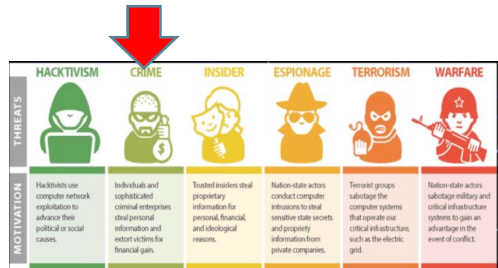 HACKTIVISM CRIME INSIDER ESPIONAGE TERRORISM WARFARE
THREATS
$
MOTIVATION
Hacktivists use
computer network
exploitation to
advance their
political or social
causes.
Individuals and
sophisticated
criminal enterprises
steal personal
information and
extort victims for
financial gain.
Trusted insiders steal
proprietary
information for
personal, financial,
and ideological
reasons.
Nation-state actors
conduct computer
intrusions to steal
sensitive state secrets
and propriety
information from
private companies.
Terrorist groups
sabotage the
computer systems
that operate our
critical infrastructure,
such as the electric
grid.
Nation-state actors
sabotage military and
critical infrastructure
systems to gain an
advantage in the
event of conflict.